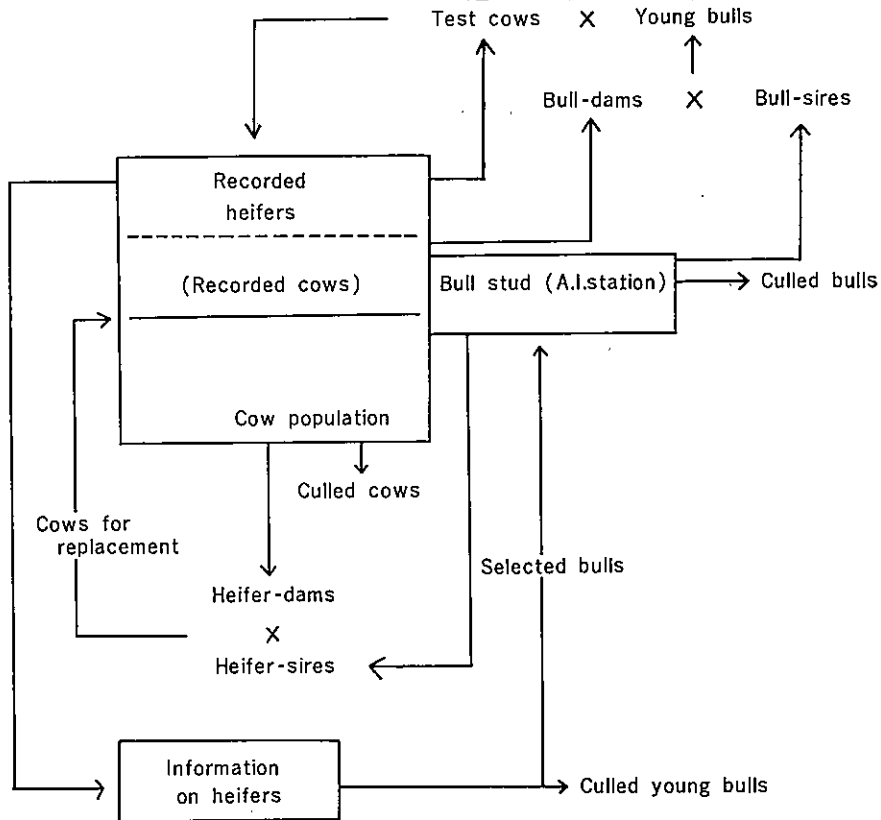 Test cows X Young bulls
Bull-dams X Bull-sires
Recorded
heifers
(Recorded cows)
Bull stud (A.I.station)
Culled bulls
Cow population
Culled cows
Cows for
replacement
Selected bulls
Heifer-dams
X
Heifer-sires
Information
on heifers
Culled young bulls